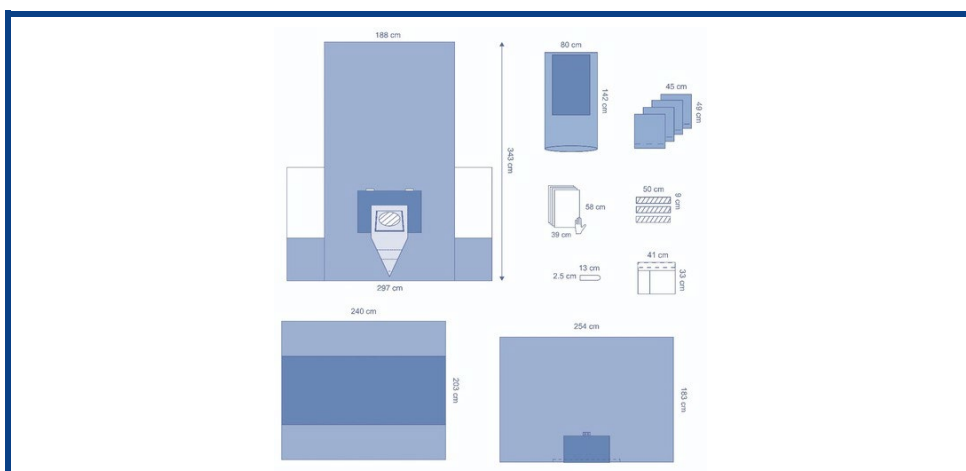 188 cm
343 cm
297 cm
80 cm
142 cm
45 cm
49 cm
58 cm
39 cm
50 cm
9 cm
13 cm
2.5 cm
41 cm
33 cm
240 cm
203 cm
254 cm
183 cm